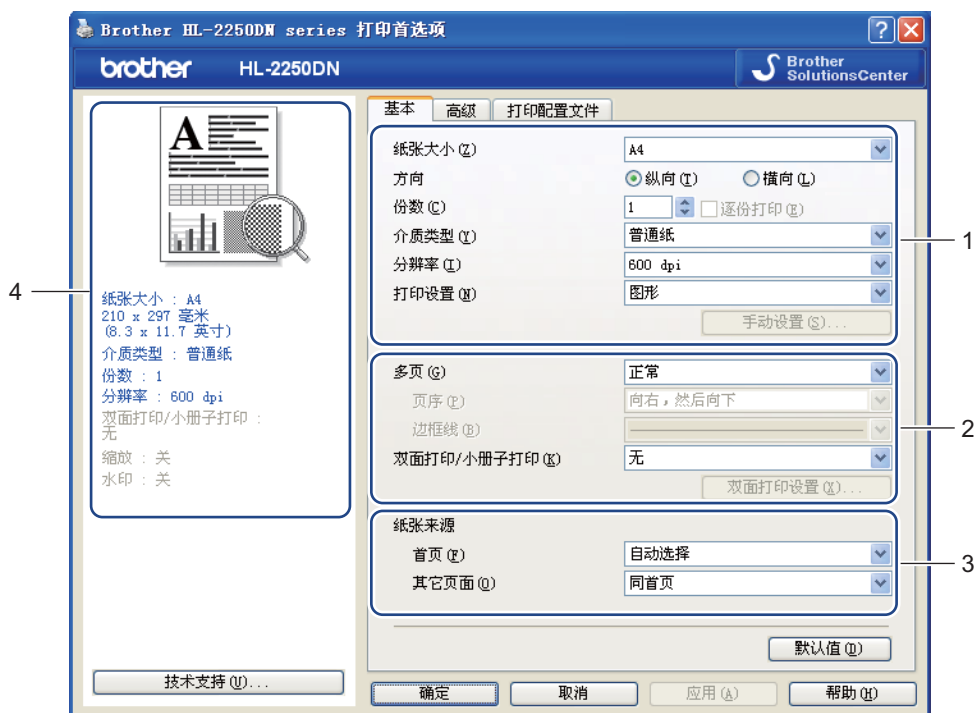 Brother HL-2250DN series 打印首选项
brother HL-2250DN
Brother
SolutionsCenter
基本 高级 打印配置文件
A
纸张大小 : A4
210 x 297 毫米
(8.3 x 11.7 英寸)
介质类型 : 普通纸
份数 : 1
分辨率 : 600 dpi
双面打印/小册子打印 :
无
缩放 : 关
水印 : 关
4
纸张大小(Z) A4
方向 纵向(T) 横向(L)
份数(C) 1 逐份打印(E)
介质类型(Y) 普通纸
分辨率(I) 600 dpi
打印设置(N) 图形
手动设置(S)...
1
多页(G) 正常
页序(P) 向右，然后向下
边框线(B)
双面打印/小册子打印(K) 无
双面打印设置(X)...
2
纸张来源
首页(F) 自动选择
其它页面(O) 同首页
3
默认值(D)
技术支持(U)...
确定 取消 应用(A) 帮助(H)